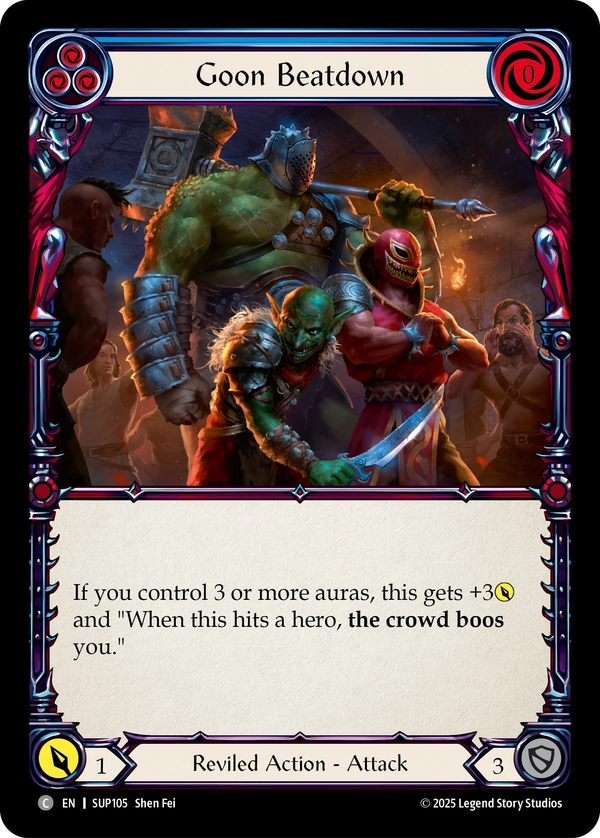 Goon Beatdown
0
If you control 3 or more auras, this gets +3
and "When this hits a hero, the crowd boos
you."
1
Reviled Action - Attack
3
C EN SUP105 Shen Fei
© 2025 Legend Story Studios